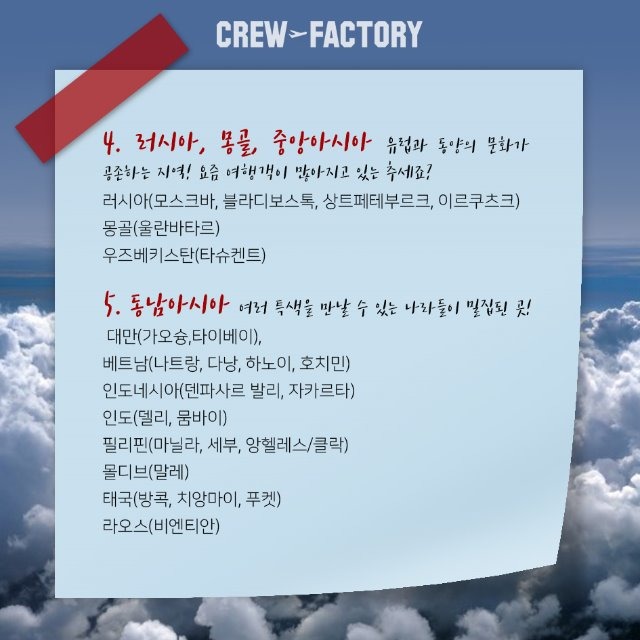 CREW FACTORY
4. 러시아, 몽골, 중앙아시아 유럽과 동양의 문화가
공존하는 지역! 요즘 여행객이 많아지고 있는 추세죠?
러시아(모스크바, 블라디보스톡, 상트페테부르크, 이르쿠츠크)
몽골(울란바타르)
우즈베키스탄(타슈켄트)
5. 동남아시아 여러 특색을 만날 수 있는 나라들이 밀집된 곳!
대만(가오슝,타이베이),
베트남(나트랑, 다낭, 하노이, 호치민)
인도네시아(덴파사르 발리, 자카르타)
인도(델리, 뭄바이)
필리핀(마닐라, 세부, 앙헬레스/클락)
몰디브(말레)
태국(방콕, 치앙마이, 푸켓)
라오스(비엔티안)